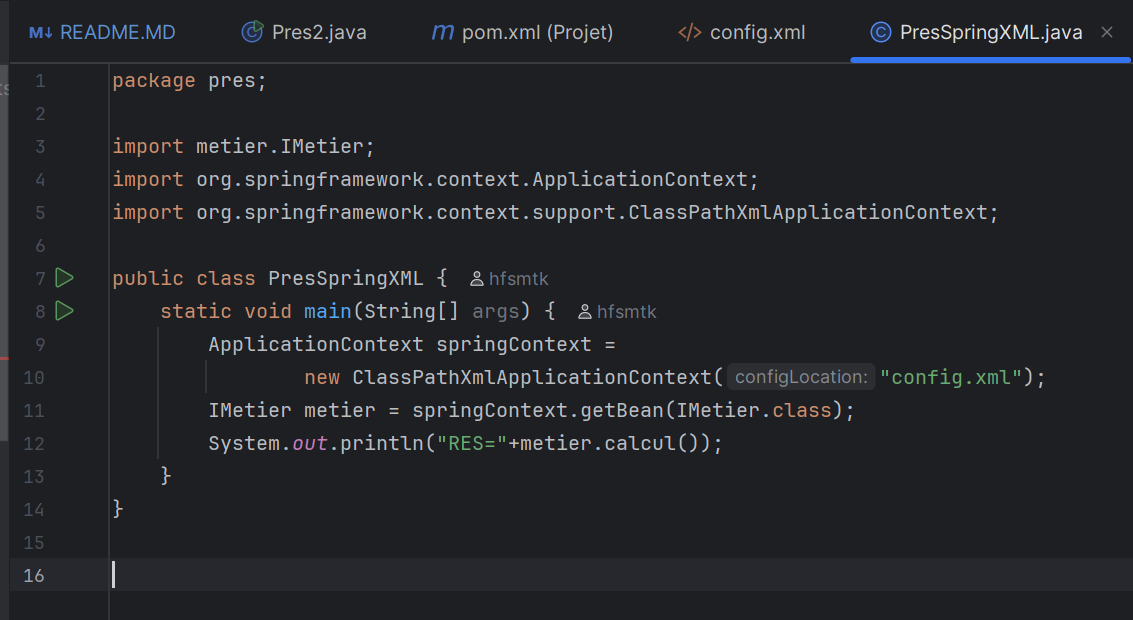 M↓ README.MD Pres2.java m pom.xml (Projet) </> config.xml PresSpringXML.java
1 package pres;
2
3 import metier.IMetier;
4 import org.springframework.context.ApplicationContext;
5 import org.springframework.context.support.ClassPathXmlApplicationContext;
6
7 public class PresSpringXML { hfsmtk
8 static void main(String[] args) { hfsmtk
9 ApplicationContext springContext =
10 new ClassPathXmlApplicationContext( configLocation: "config.xml");
11 IMetier metier = springContext.getBean(IMetier.class);
12 System.out.println("RES="+metier.calcul());
13 }
14 }
15
16